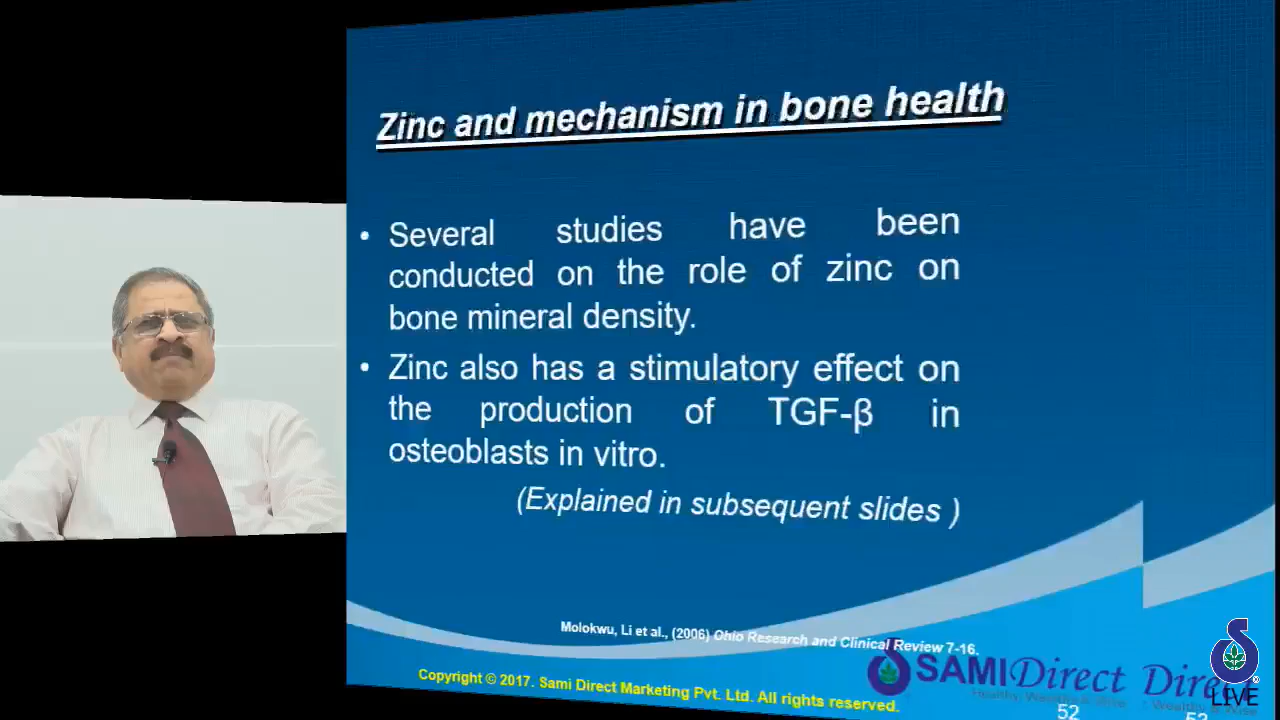 Zinc and mechanism in bone health
• Several studies have been
conducted on the role of zinc on
bone mineral density.
• Zinc also has a stimulatory effect on
the production of TGF-β in
osteoblasts in vitro.
(Explained in subsequent slides )
Molokwu, Li et al., (2006) Ohio Research and Clinical Review 7-16.
SAMIDirect Direct
Copyright © 2017. Sami Direct Marketing Pvt. Ltd. All rights reserved.
52
LIVE